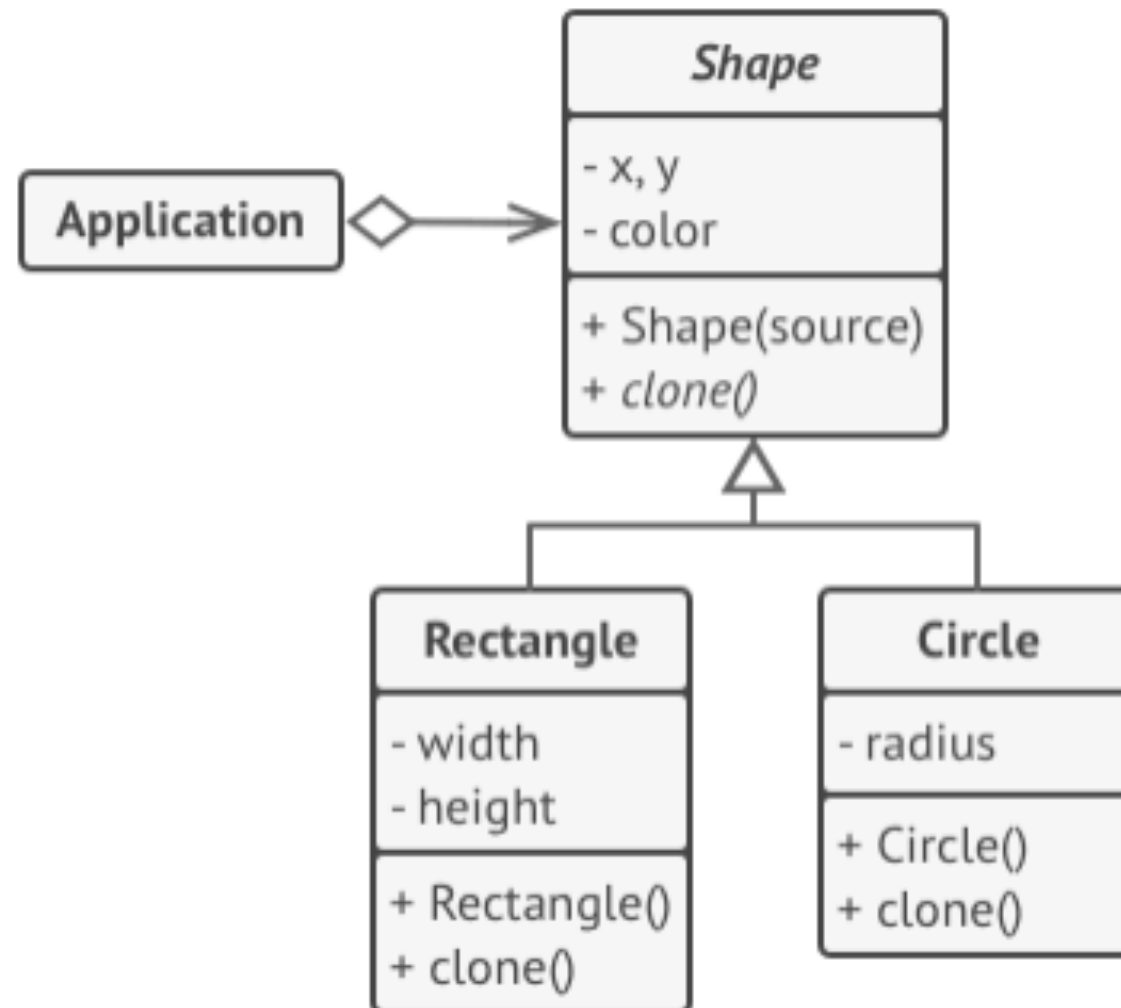 Shape
- x, y
- color
+ Shape(source)
+ clone()
Application
Rectangle
- width
- height
+ Rectangle()
+ clone()
Circle
- radius
+ Circle()
+ clone()